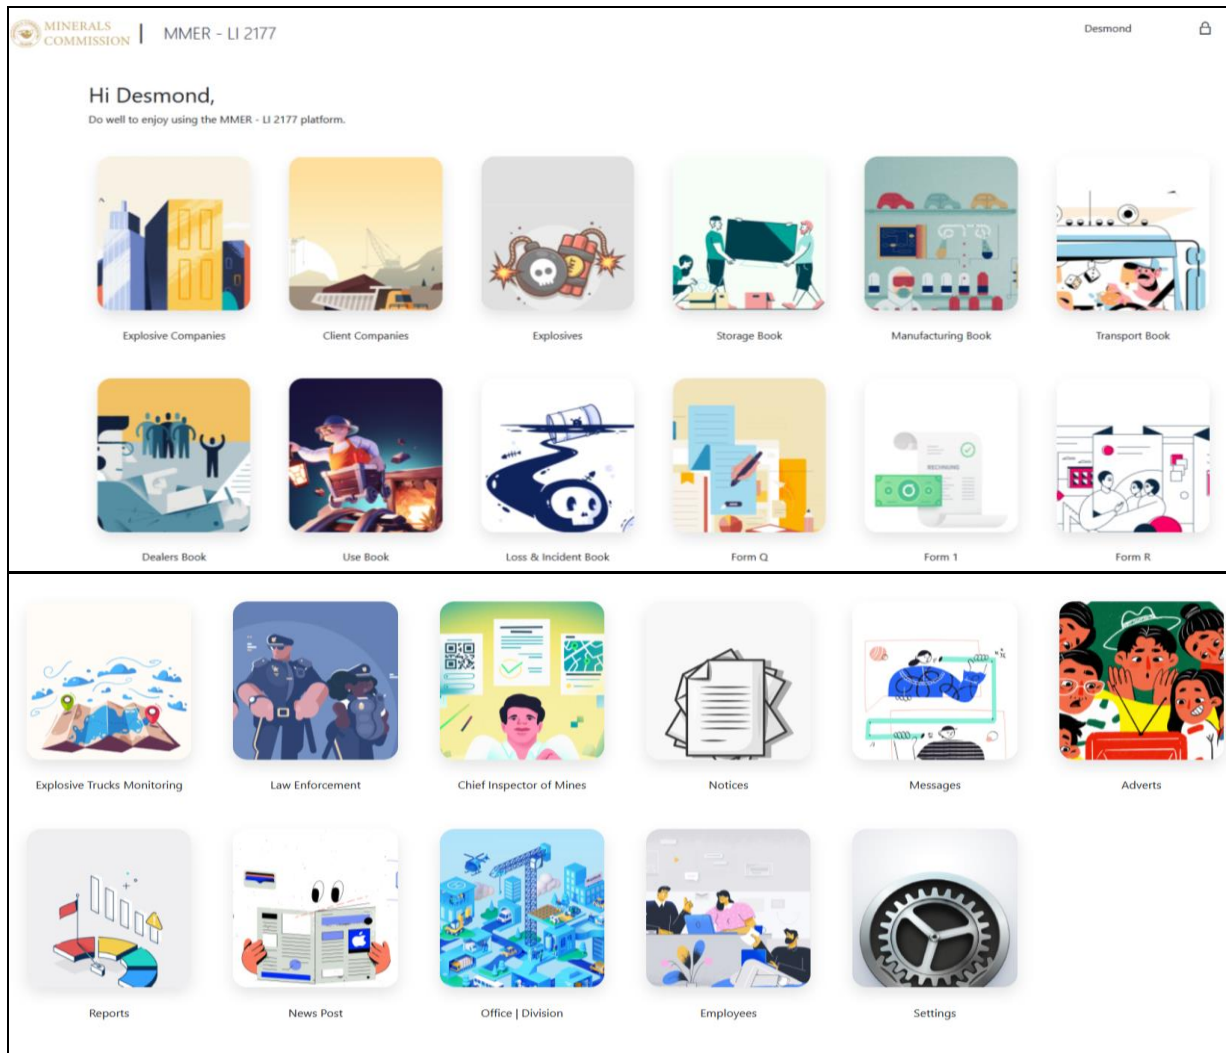 MINERALS
COMMISSION | MMER - LI 2177
Desmond
Hi Desmond,
Do well to enjoy using the MMER - LI 2177 platform.
TNT
Explosive Companies
Client Companies
Explosives
Storage Book
Manufacturing Book
Transport Book
RECHNUNG
Dealers Book
Use Book
Loss & Incident Book
Form Q
Form 1
Form R
Explosive Trucks Monitoring
Law Enforcement
Chief Inspector of Mines
Notices
Messages
Adverts
Reports
News Post
Office | Division
Employees
Settings